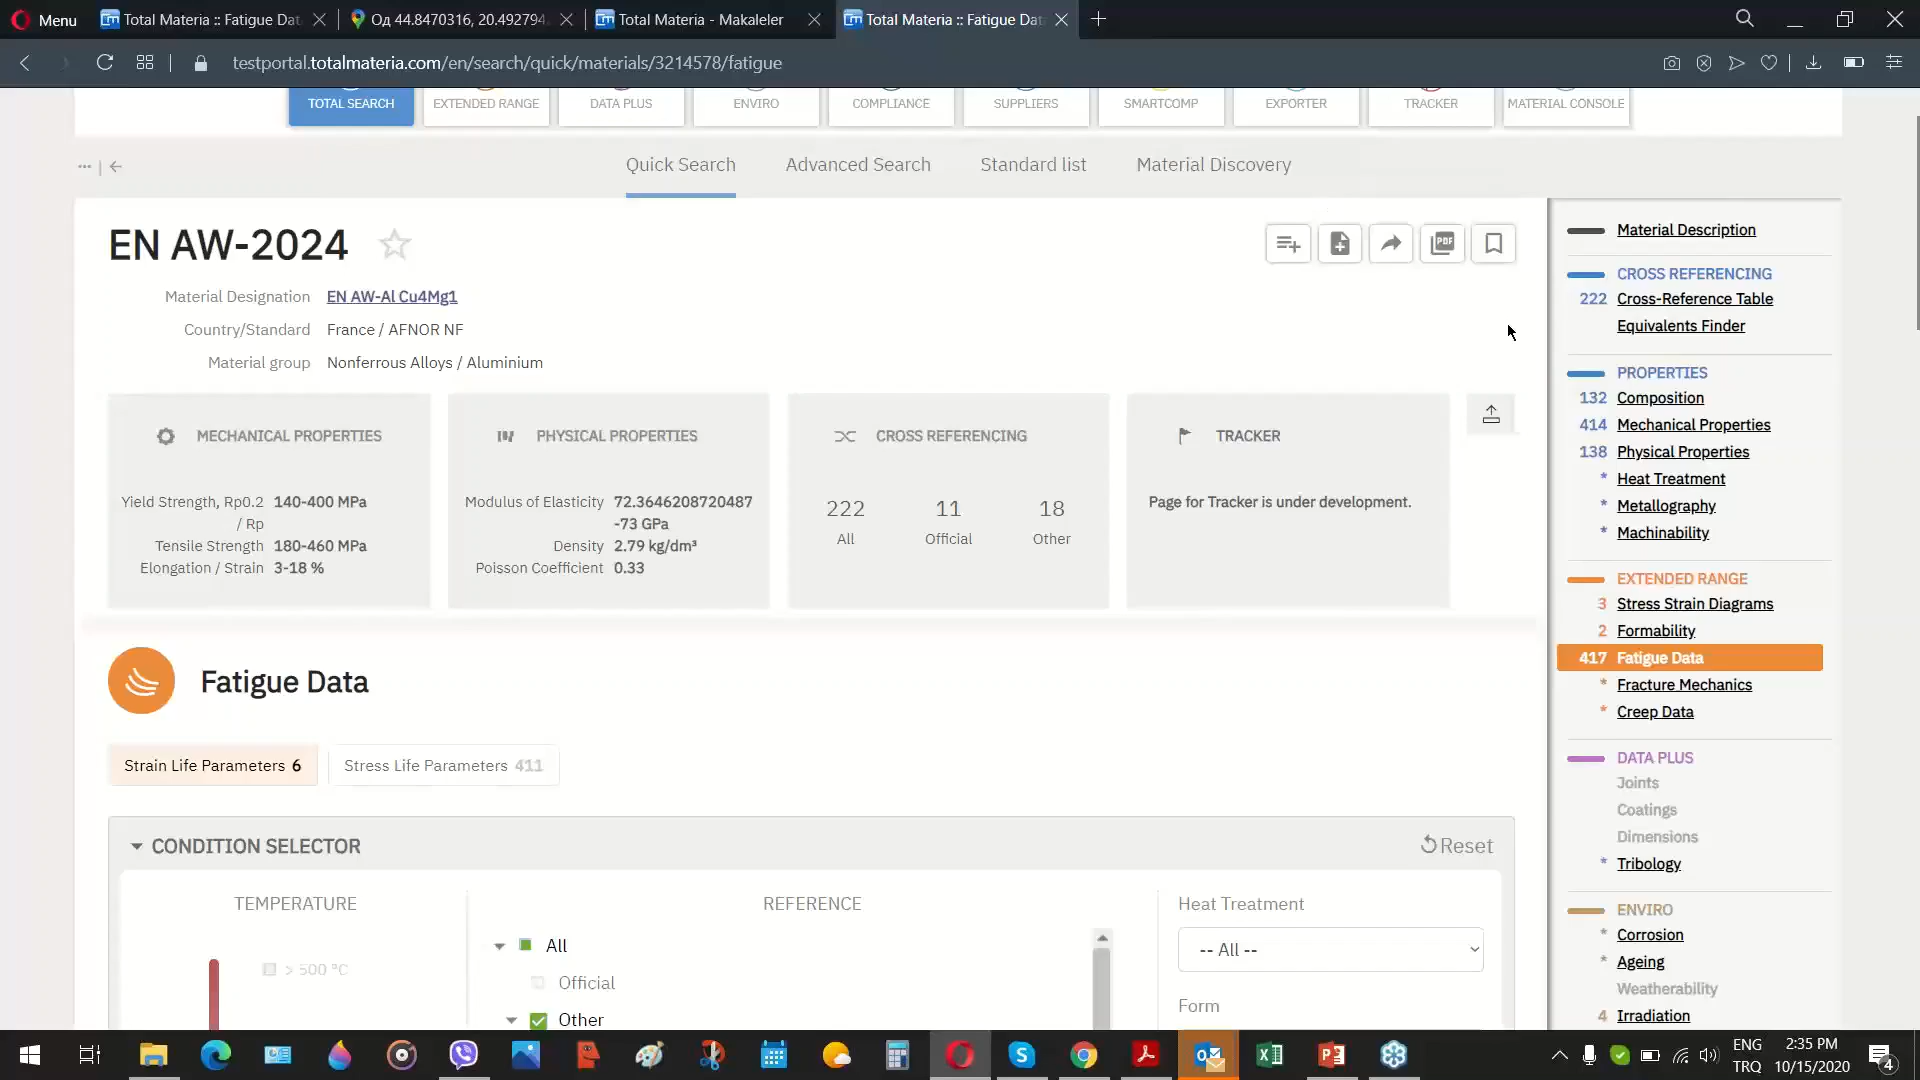 Menu
Total Materia :: Fatigue Dat
Од 44.8470316, 20.492794
Total Materia - Makaleler
Total Materia :: Fatigue Dat
testportal.totalmateria.com/en/search/quick/materials/3214578/fatigue
TOTAL SEARCH
EXTENDED RANGE
DATA PLUS
ENVIRO
COMPLIANCE
SUPPLIERS
SMARTCOMP
EXPORTER
TRACKER
MATERIAL CONSOLE
Quick Search
Advanced Search
Standard list
Material Discovery
EN AW-2024
PDF
Material Designation EN AW-Al Cu4Mg1
Country/Standard France / AFNOR NF
Material group Nonferrous Alloys / Aluminium
MECHANICAL PROPERTIES
Yield Strength, Rp0.2 140-400 MPa
/ Rp
Tensile Strength 180-460 MPa
Elongation / Strain 3-18 %
PHYSICAL PROPERTIES
Modulus of Elasticity 72.3646208720487
-73 GPa
Density 2.79 kg/dm³
Poisson Coefficient 0.33
CROSS REFERENCING
222 11 18
All Official Other
TRACKER
Page for Tracker is under development.
Fatigue Data
Strain Life Parameters 6
Stress Life Parameters 411
CONDITION SELECTOR
Reset
TEMPERATURE
> 500 °C
REFERENCE
All
Official
Other
Heat Treatment
-- All --
Form
Material Description
CROSS REFERENCING
222 Cross-Reference Table
Equivalents Finder
PROPERTIES
132 Composition
414 Mechanical Properties
138 Physical Properties
* Heat Treatment
* Metallography
* Machinability
EXTENDED RANGE
3 Stress Strain Diagrams
2 Formability
417 Fatigue Data
* Fracture Mechanics
* Creep Data
DATA PLUS
Joints
Coatings
Dimensions
* Tribology
ENVIRO
* Corrosion
* Ageing
Weatherability
4 Irradiation
ENG
TRQ
2:35 PM
10/15/2020
4